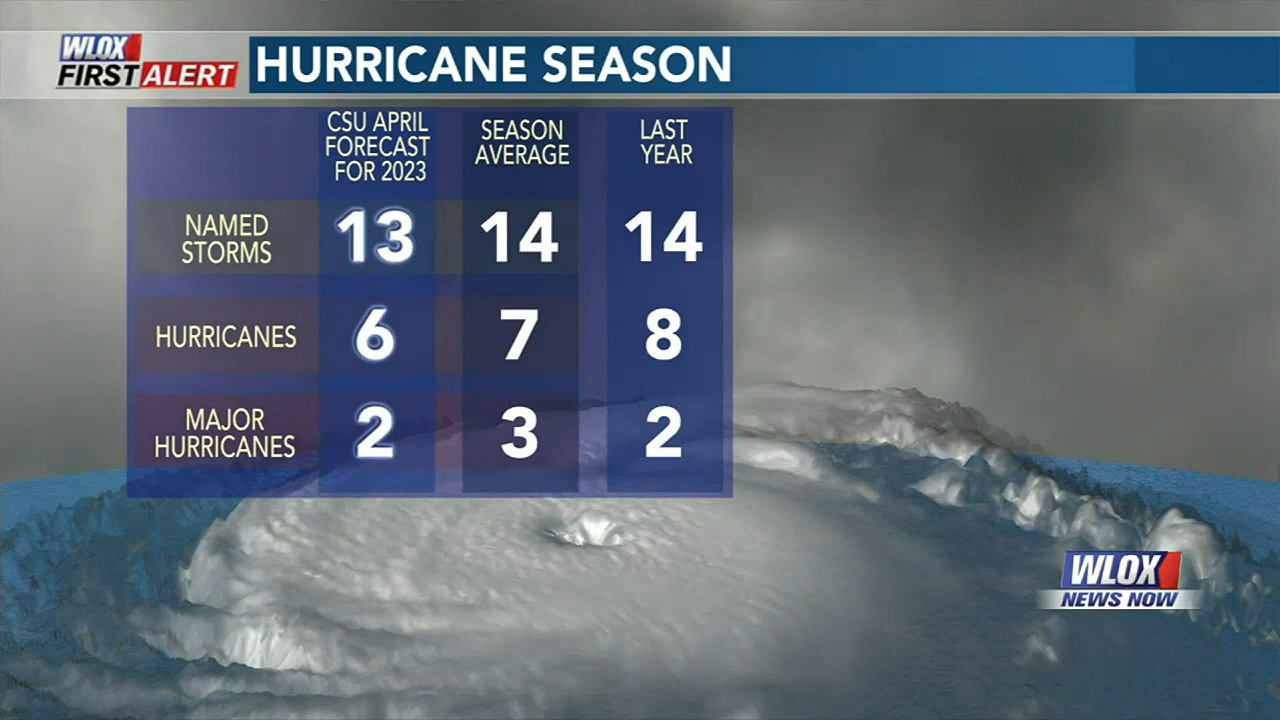 WLOX
FIRST ALERT
HURRICANE SEASON
CSU APRIL
FORECAST
FOR 2023
SEASON
AVERAGE
LAST
YEAR
NAMED
STORMS
13
14
14
HURRICANES
6
7
8
MAJOR
HURRICANES
2
3
2
WLOX
NEWS NOW